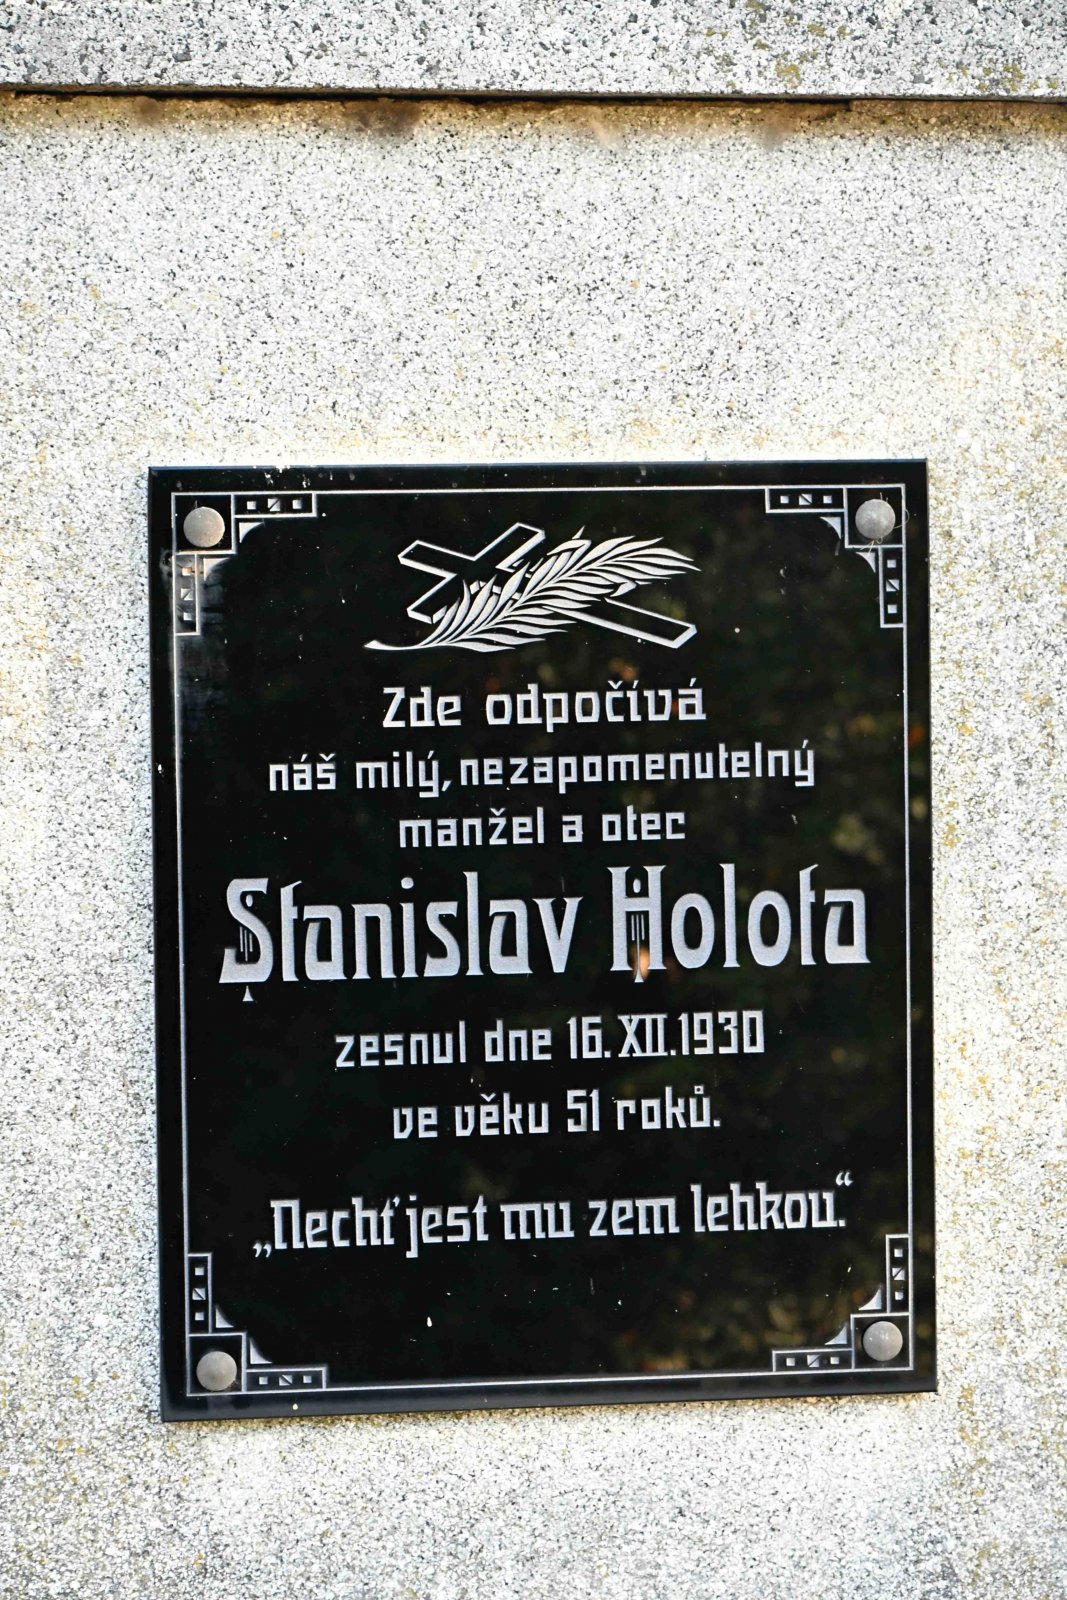 Zde odpočívá
náš milý, nezapomenutelný
manžel a otec
Stanislav Holota
zesnul dne 16. XII. 1930
ve věku 51 roků.
„Nechť jest mu zem lehkou.“